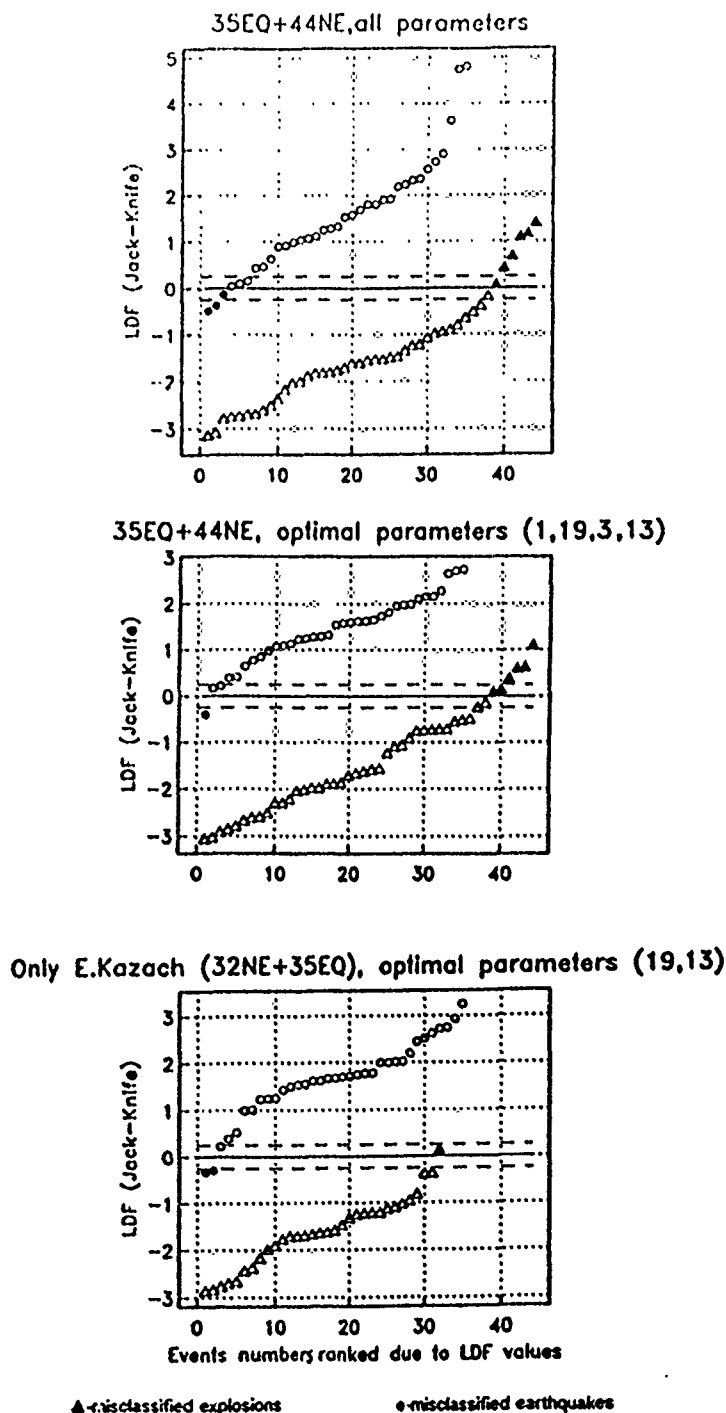 35EQ+44NE,all parameters
5
4
3
2
1
0
-1
-2
-3
LDF (Jack-Knife)
0 10 20 30 40
35EQ+44NE, optimal parameters (1,19,3,13)
3
2
1
0
-1
-2
-3
LDF (Jack-Knife)
0 10 20 30 40
Only E.Kazach (32NE+35EQ), optimal parameters (19,13)
3
2
1
0
-1
-2
-3
LDF (Jack-Knife)
0 10 20 30 40
Events numbers ranked due to LDF values
▲-misclassified explosions ●-misclassified earthquakes